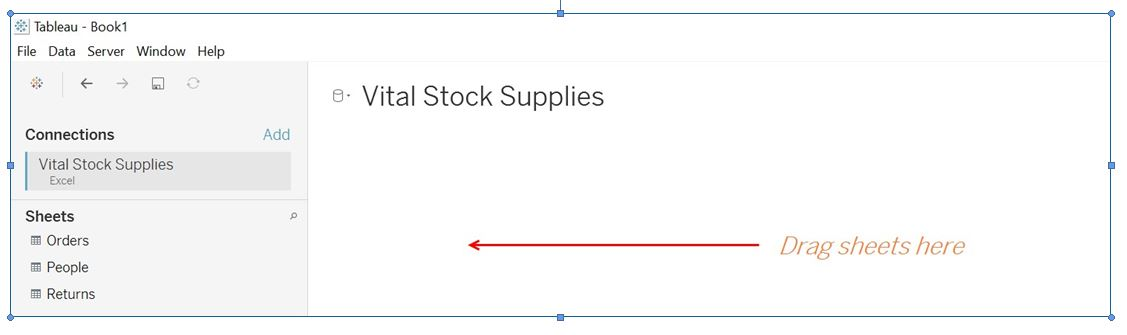 Tableau - Book1
File Data Server Window Help
Connections Add
Vital Stock Supplies
Excel
Sheets
Orders
People
Returns
Vital Stock Supplies
Drag sheets here